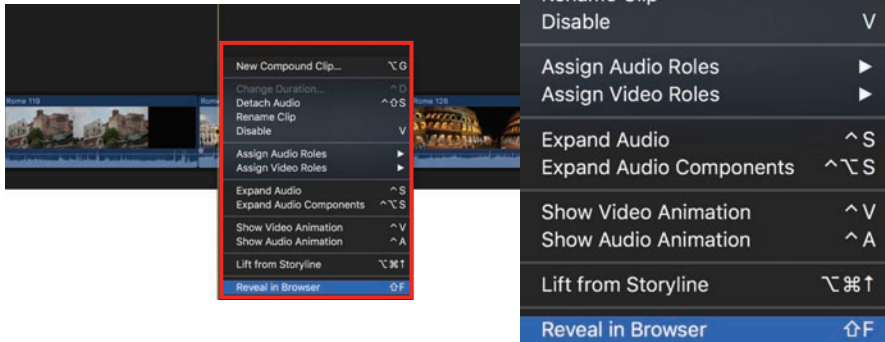 Rome 119
Rome 126
New Compound Clip... ⌥G
Change Duration... ^D
Detach Audio ^⇧S
Rename Clip
Disable V
Assign Audio Roles ▶
Assign Video Roles ▶
Expand Audio ^S
Expand Audio Components ^⌥S
Show Video Animation ^V
Show Audio Animation ^A
Lift from Storyline ⌥⌘↑
Reveal in Browser ⇧F
Rename Clip
Disable V
Assign Audio Roles ▶
Assign Video Roles ▶
Expand Audio ^S
Expand Audio Components ^⌥S
Show Video Animation ^V
Show Audio Animation ^A
Lift from Storyline ⌥⌘↑
Reveal in Browser ⇧F